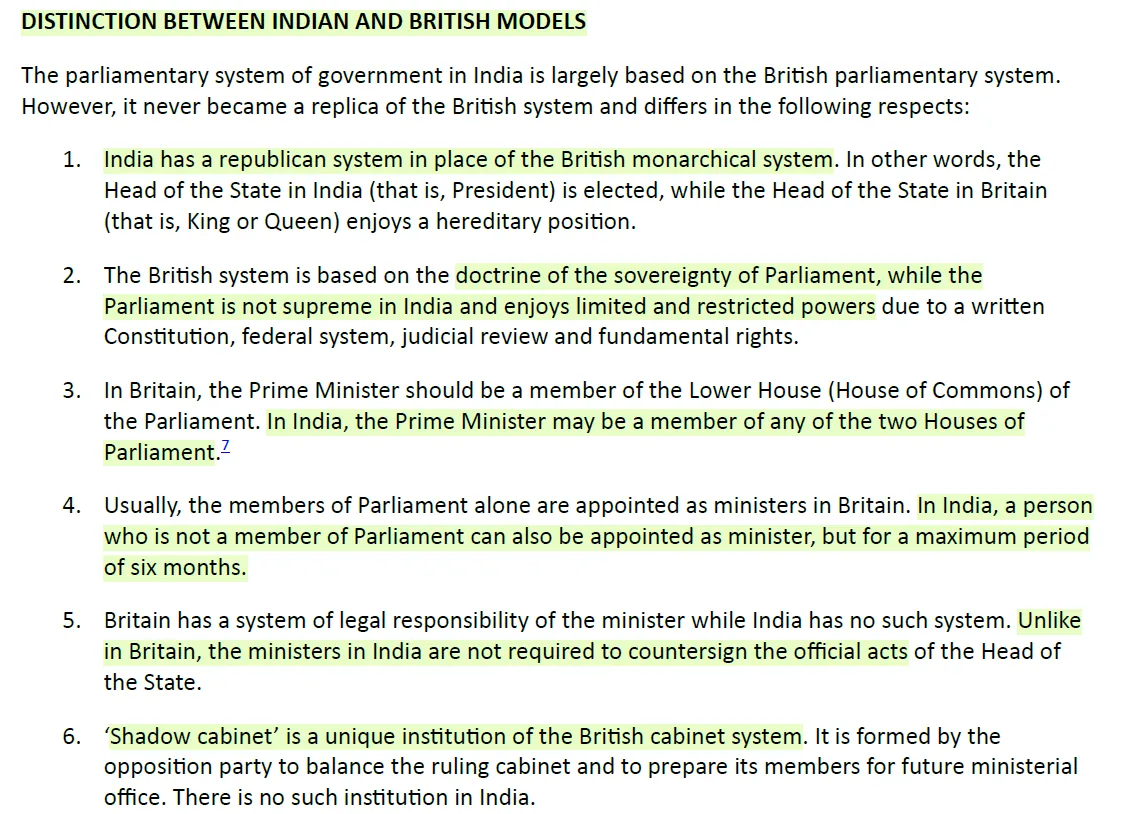 DISTINCTION BETWEEN INDIAN AND BRITISH MODELS
The parliamentary system of government in India is largely based on the British parliamentary system.
However, it never became a replica of the British system and differs in the following respects:
1. India has a republican system in place of the British monarchical system. In other words, the
Head of the State in India (that is, President) is elected, while the Head of the State in Britain
(that is, King or Queen) enjoys a hereditary position.
2. The British system is based on the doctrine of the sovereignty of Parliament, while the
Parliament is not supreme in India and enjoys limited and restricted powers due to a written
Constitution, federal system, judicial review and fundamental rights.
3. In Britain, the Prime Minister should be a member of the Lower House (House of Commons) of
the Parliament. In India, the Prime Minister may be a member of any of the two Houses of
Parliament.7
4. Usually, the members of Parliament alone are appointed as ministers in Britain. In India, a person
who is not a member of Parliament can also be appointed as minister, but for a maximum period
of six months.
5. Britain has a system of legal responsibility of the minister while India has no such system. Unlike
in Britain, the ministers in India are not required to countersign the official acts of the Head of
the State.
6. ‘Shadow cabinet’ is a unique institution of the British cabinet system. It is formed by the
opposition party to balance the ruling cabinet and to prepare its members for future ministerial
office. There is no such institution in India.